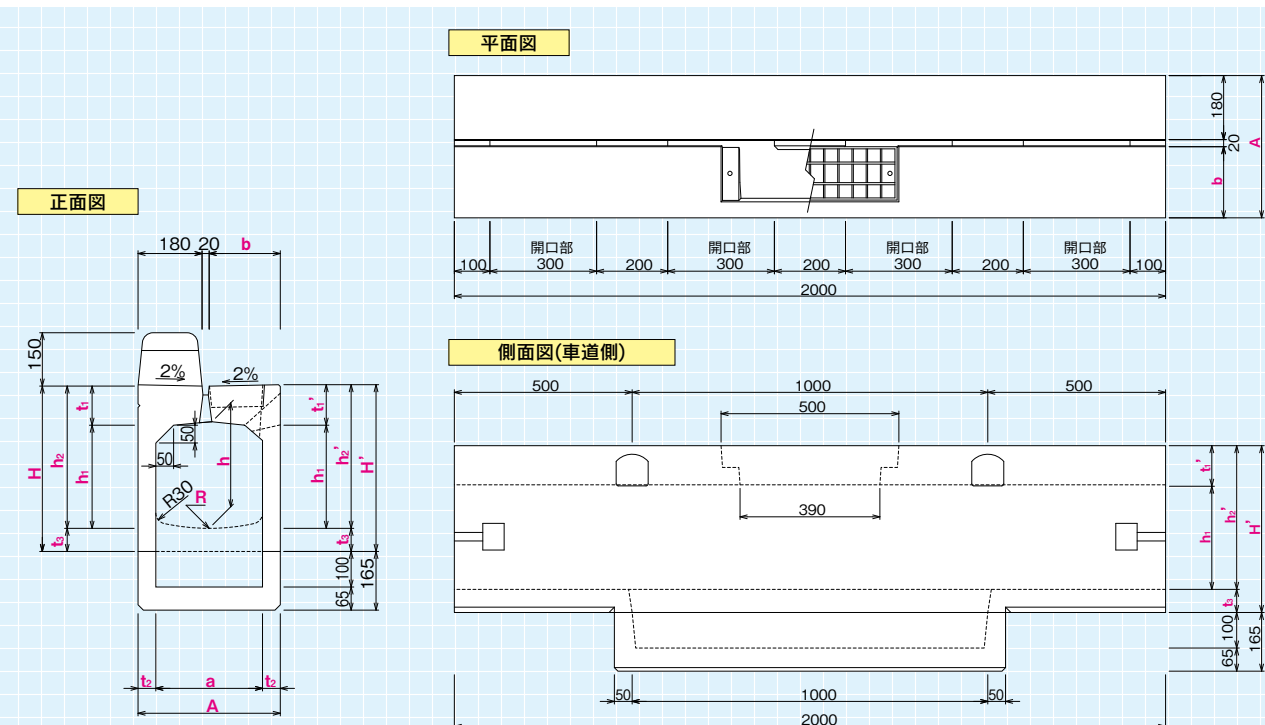 平面図
180
20
A
b
開口部 開口部 開口部 開口部
100 300 200 300 200 300 200 300 100
2000
正面図
180 20 b
150
2% 2%
t₁ t₁'
50
50
H h₂ h₁ h h₁ h₂' H'
R30 R
t₃ t₃
100
165
65
t₂ a t₂
A
側面図(車道側)
500 1000 500
500
390
t₁'
h₁ h₂' H'
t₃
100
165
65
50 1000 50
2000